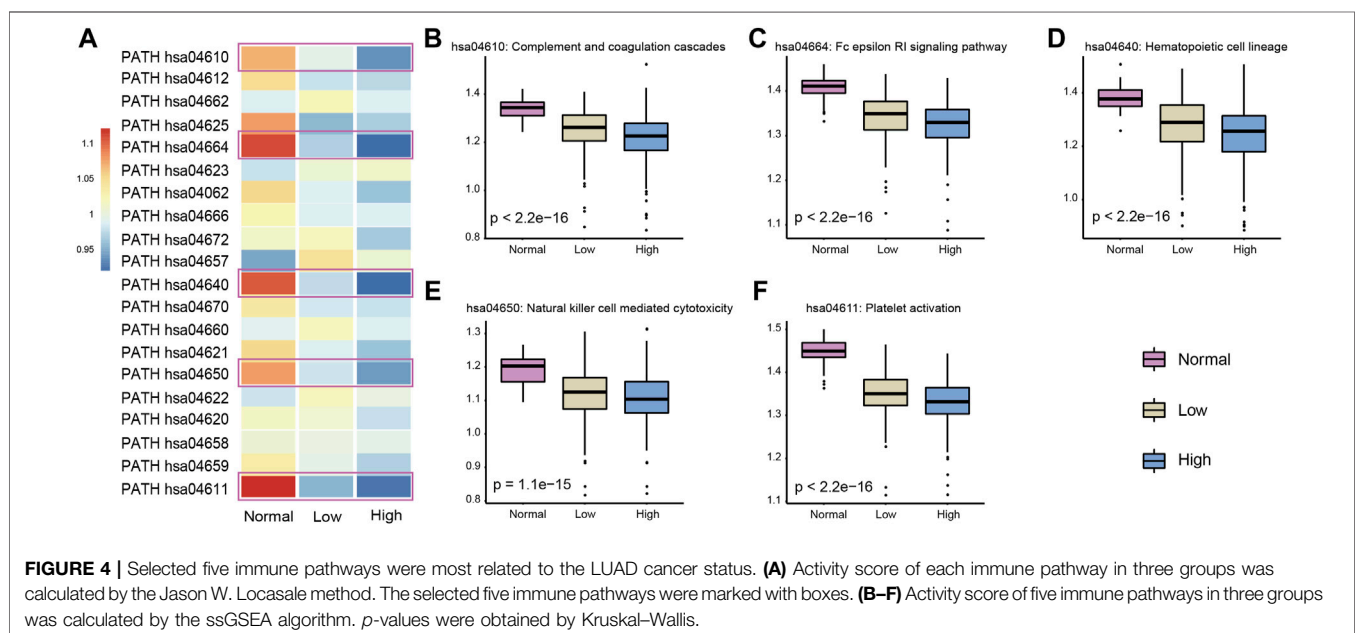 A
PATH hsa04610
PATH hsa04612
PATH hsa04662
PATH hsa04625
PATH hsa04664
PATH hsa04623
PATH hsa04062
PATH hsa04666
PATH hsa04672
PATH hsa04657
PATH hsa04640
PATH hsa04670
PATH hsa04660
PATH hsa04621
PATH hsa04650
PATH hsa04622
PATH hsa04620
PATH hsa04658
PATH hsa04659
PATH hsa04611
1.1
1.05
1
0.95
Normal Low High
B
hsa04610: Complement and coagulation cascades
1.4
1.2
1.0
0.8
p < 2.2e−16
Normal Low High
C
hsa04664: Fc epsilon RI signaling pathway
1.4
1.3
1.2
1.1
p < 2.2e−16
Normal Low High
D
hsa04640: Hematopoietic cell lineage
1.4
1.2
1.0
p < 2.2e−16
Normal Low High
E
hsa04650: Natural killer cell mediated cytotoxicity
1.3
1.2
1.1
1.0
0.9
0.8
p = 1.1e−15
Normal Low High
F
hsa04611: Platelet activation
1.5
1.4
1.3
1.2
1.1
p < 2.2e−16
Normal Low High
Normal
Low
High
FIGURE 4 | Selected five immune pathways were most related to the LUAD cancer status. (A) Activity score of each immune pathway in three groups was
calculated by the Jason W. Locasale method. The selected five immune pathways were marked with boxes. (B–F) Activity score of five immune pathways in three groups
was calculated by the ssGSEA algorithm. p-values were obtained by Kruskal–Wallis.